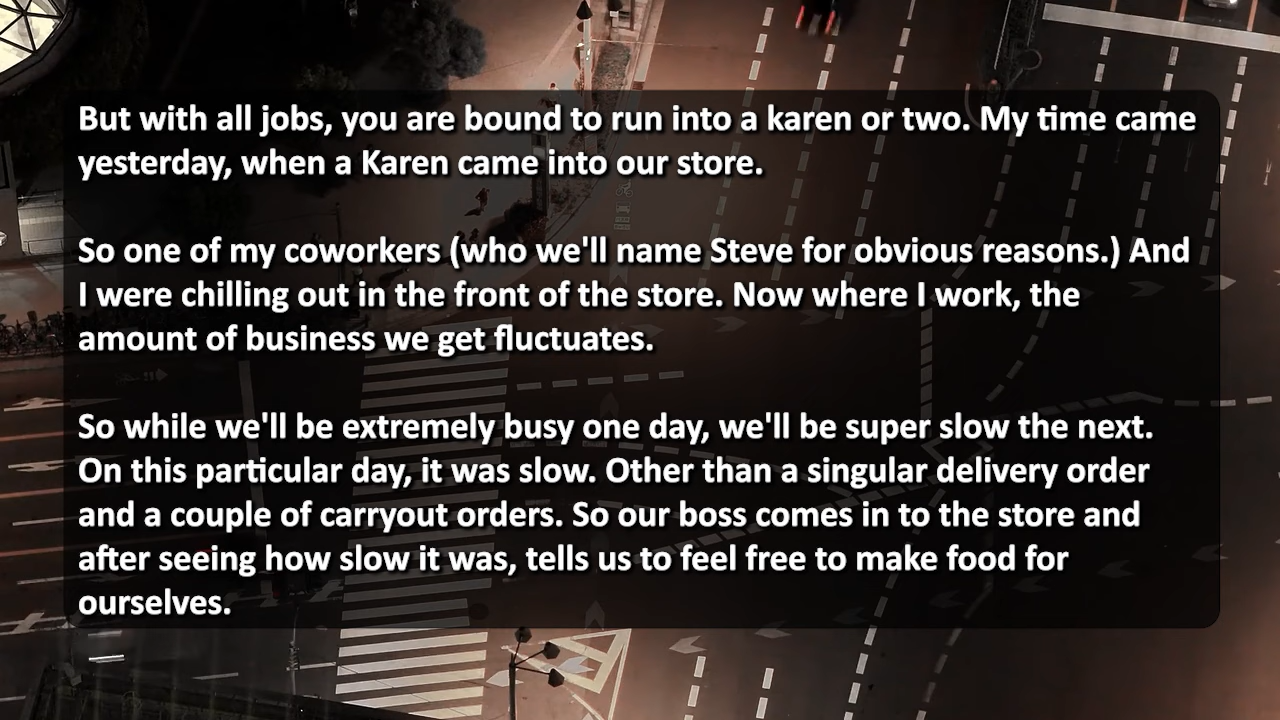 But with all jobs, you are bound to run into a karen or two. My time came
yesterday, when a Karen came into our store.
So one of my coworkers (who we'll name Steve for obvious reasons.) And
I were chilling out in the front of the store. Now where I work, the
amount of business we get fluctuates.
So while we'll be extremely busy one day, we'll be super slow the next.
On this particular day, it was slow. Other than a singular delivery order
and a couple of carryout orders. So our boss comes in to the store and
after seeing how slow it was, tells us to feel free to make food for
ourselves.